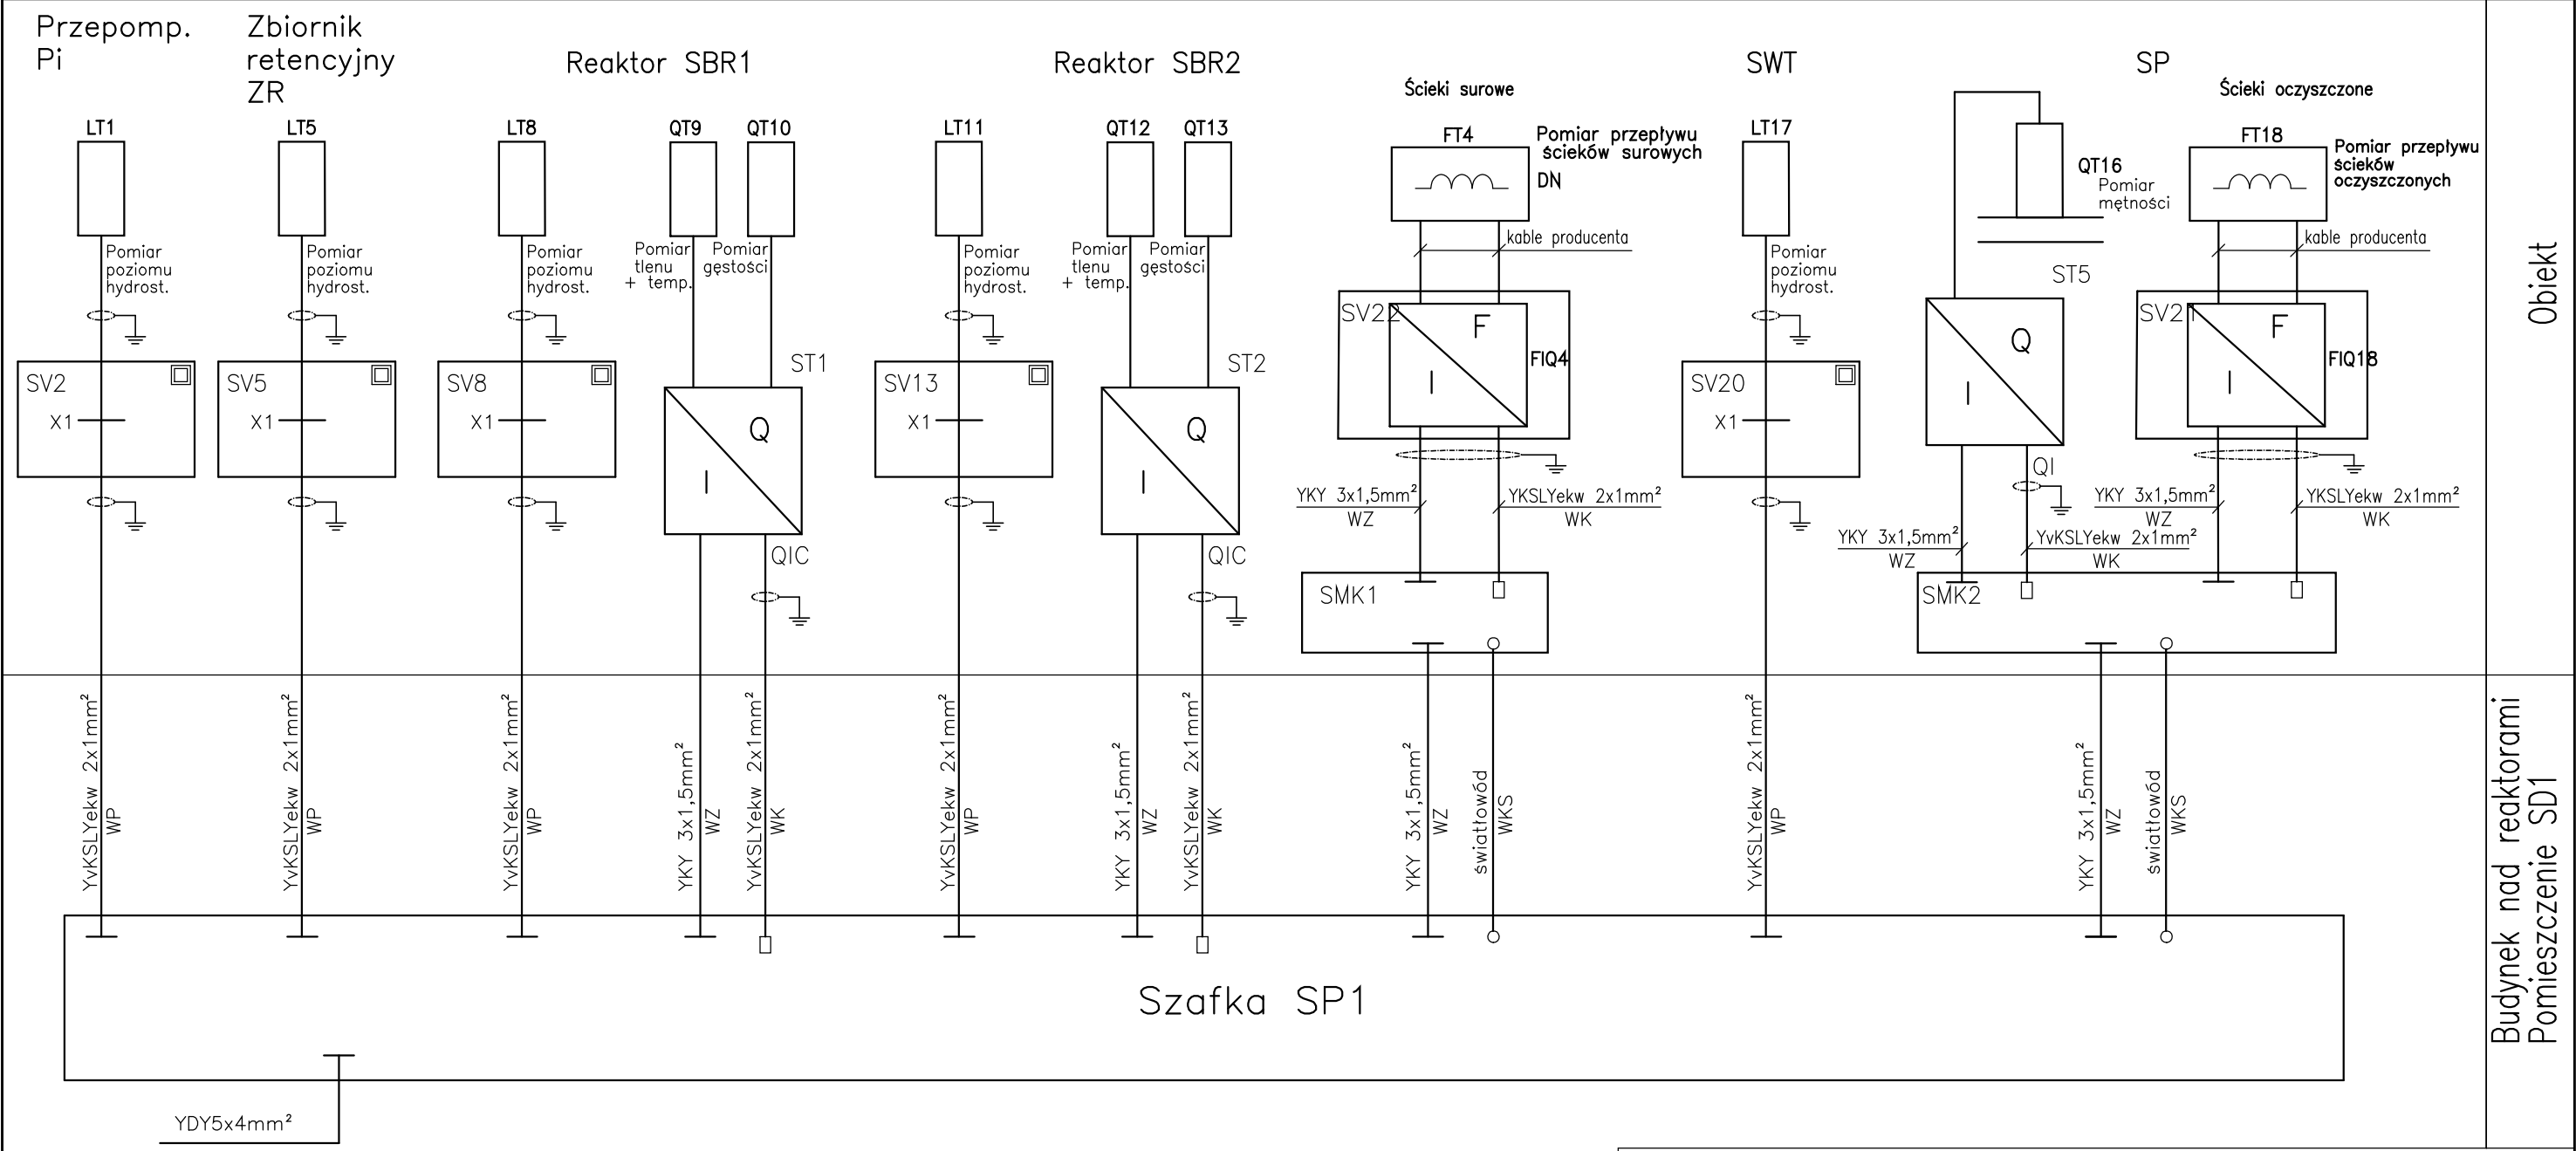 Przepomp.
Pi
Zbiornik
retencyjny
ZR
Reaktor SBR1
Reaktor SBR2
SWT
SP
Ścieki surowe
Ścieki oczyszczone
LT1
LT5
LT8
QT9
QT10
LT11
QT12
QT13
FT4
Pomiar przepływu
ścieków surowych
DN
LT17
QT16
Pomiar
mętności
FT18
Pomiar przepływu
ścieków
oczyszczonych
Pomiar
poziomu
hydrost.
Pomiar
poziomu
hydrost.
Pomiar
poziomu
hydrost.
Pomiar
tlenu
+ temp.
Pomiar
gęstości
Pomiar
poziomu
hydrost.
Pomiar
tlenu
+ temp.
Pomiar
gęstości
kable producenta
Pomiar
poziomu
hydrost.
kable producenta
SV2
X1
SV5
X1
SV8
X1
ST1
Q
I
QIC
SV13
X1
ST2
Q
I
QIC
SV22
F
I
FIQ4
SV20
X1
ST5
Q
I
QI
SV21
F
I
FIQ18
YKY 3x1,5mm²
WZ
YKSLYekw 2x1mm²
WK
YKY 3x1,5mm²
WZ
YvKSLYekw 2x1mm²
WK
YKY 3x1,5mm²
WZ
YKSLYekw 2x1mm²
WK
SMK1
SMK2
YvKSLYekw 2x1mm²
WP
YvKSLYekw 2x1mm²
WP
YvKSLYekw 2x1mm²
WP
YKY 3x1,5mm²
WZ
YvKSLYekw 2x1mm²
WK
YvKSLYekw 2x1mm²
WP
YKY 3x1,5mm²
WZ
YvKSLYekw 2x1mm²
WK
YKY 3x1,5mm²
WZ
światłowód
WKS
YvKSLYekw 2x1mm²
WP
YKY 3x1,5mm²
WZ
światłowód
WKS
Szafka SP1
YDY5x4mm²
Obiekt
Budynek nad reaktorami
Pomieszczenie SD1